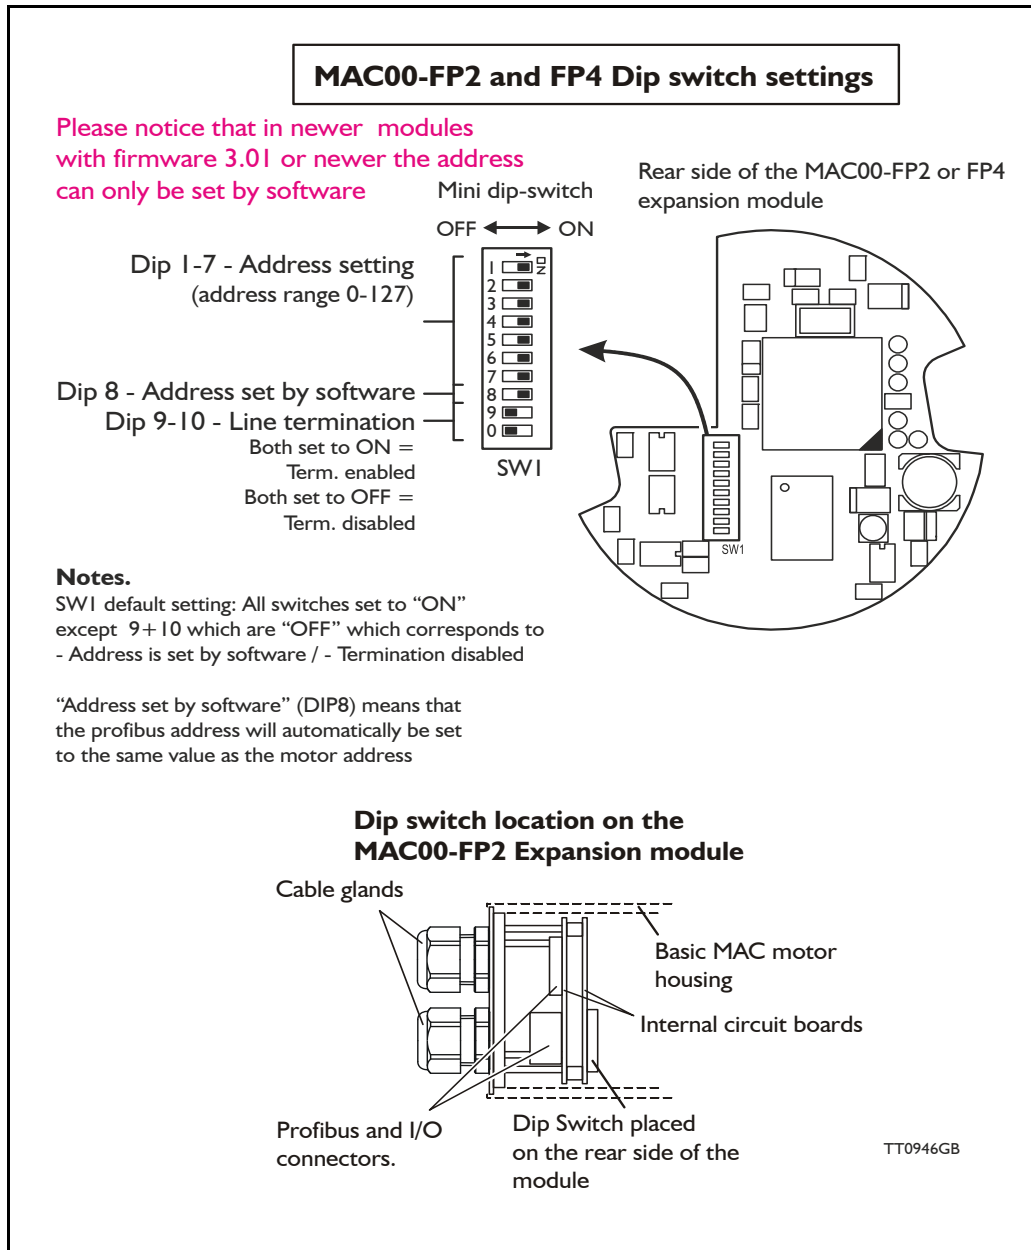 MAC00-FP2 and FP4 Dip switch settings
Please notice that in newer modules
with firmware 3.01 or newer the address
can only be set by software
Mini dip-switch
OFF ON
Rear side of the MAC00-FP2 or FP4
expansion module
Dip 1-7 - Address setting
(address range 0-127)
Dip 8 - Address set by software
Dip 9-10 - Line termination
Both set to ON =
Term. enabled
Both set to OFF =
Term. disabled
1 ON
2
3
4
5
6
7
8
9
0
SW1
SW1
Notes.
SW1 default setting: All switches set to “ON”
except 9+10 which are “OFF” which corresponds to
- Address is set by software / - Termination disabled
“Address set by software” (DIP8) means that
the profibus address will automatically be set
to the same value as the motor address
Dip switch location on the
MAC00-FP2 Expansion module
Cable glands
Basic MAC motor
housing
Internal circuit boards
Profibus and I/O
connectors.
Dip Switch placed
on the rear side of the
module
TT0946GB